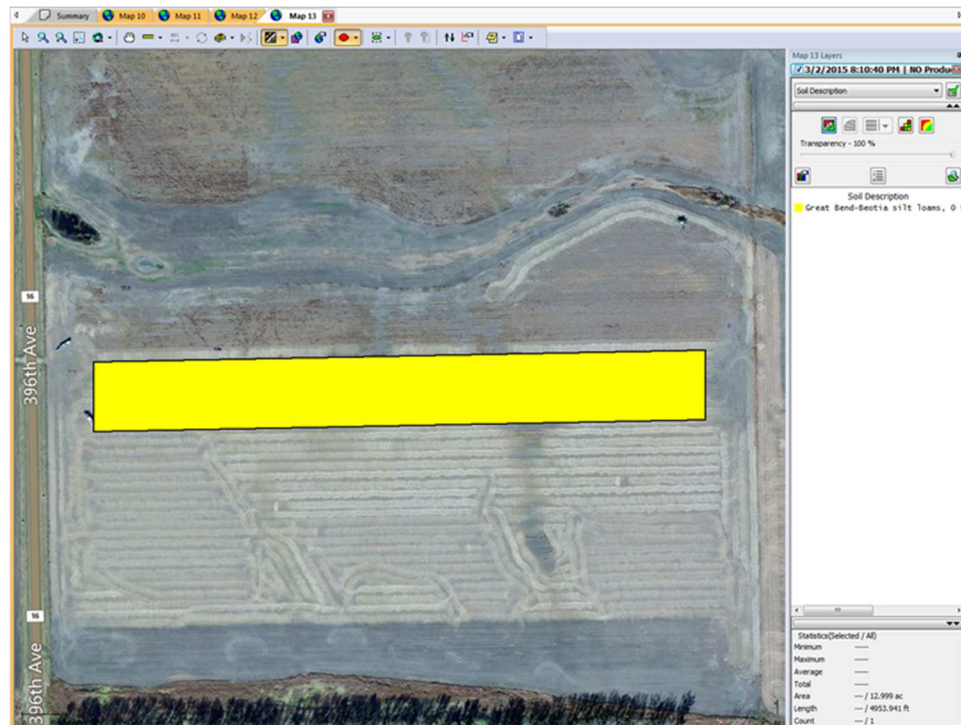 Summary
Map 10
Map 11
Map 12
Map 13
Map 13 Layers
3/2/2015 8:10:40 PM | NO Produ
Soil Description
Transparency - 100 %
Soil Description
Great Bend-Beotia silt loams, 0
16
396th Ave
16
396th Ave
Statistics(Selected / All)
Minimum -----
Maximum -----
Average -----
Total -----
Area --- / 12.999 ac
Length --- / 4953.941 ft
Count --- / 1